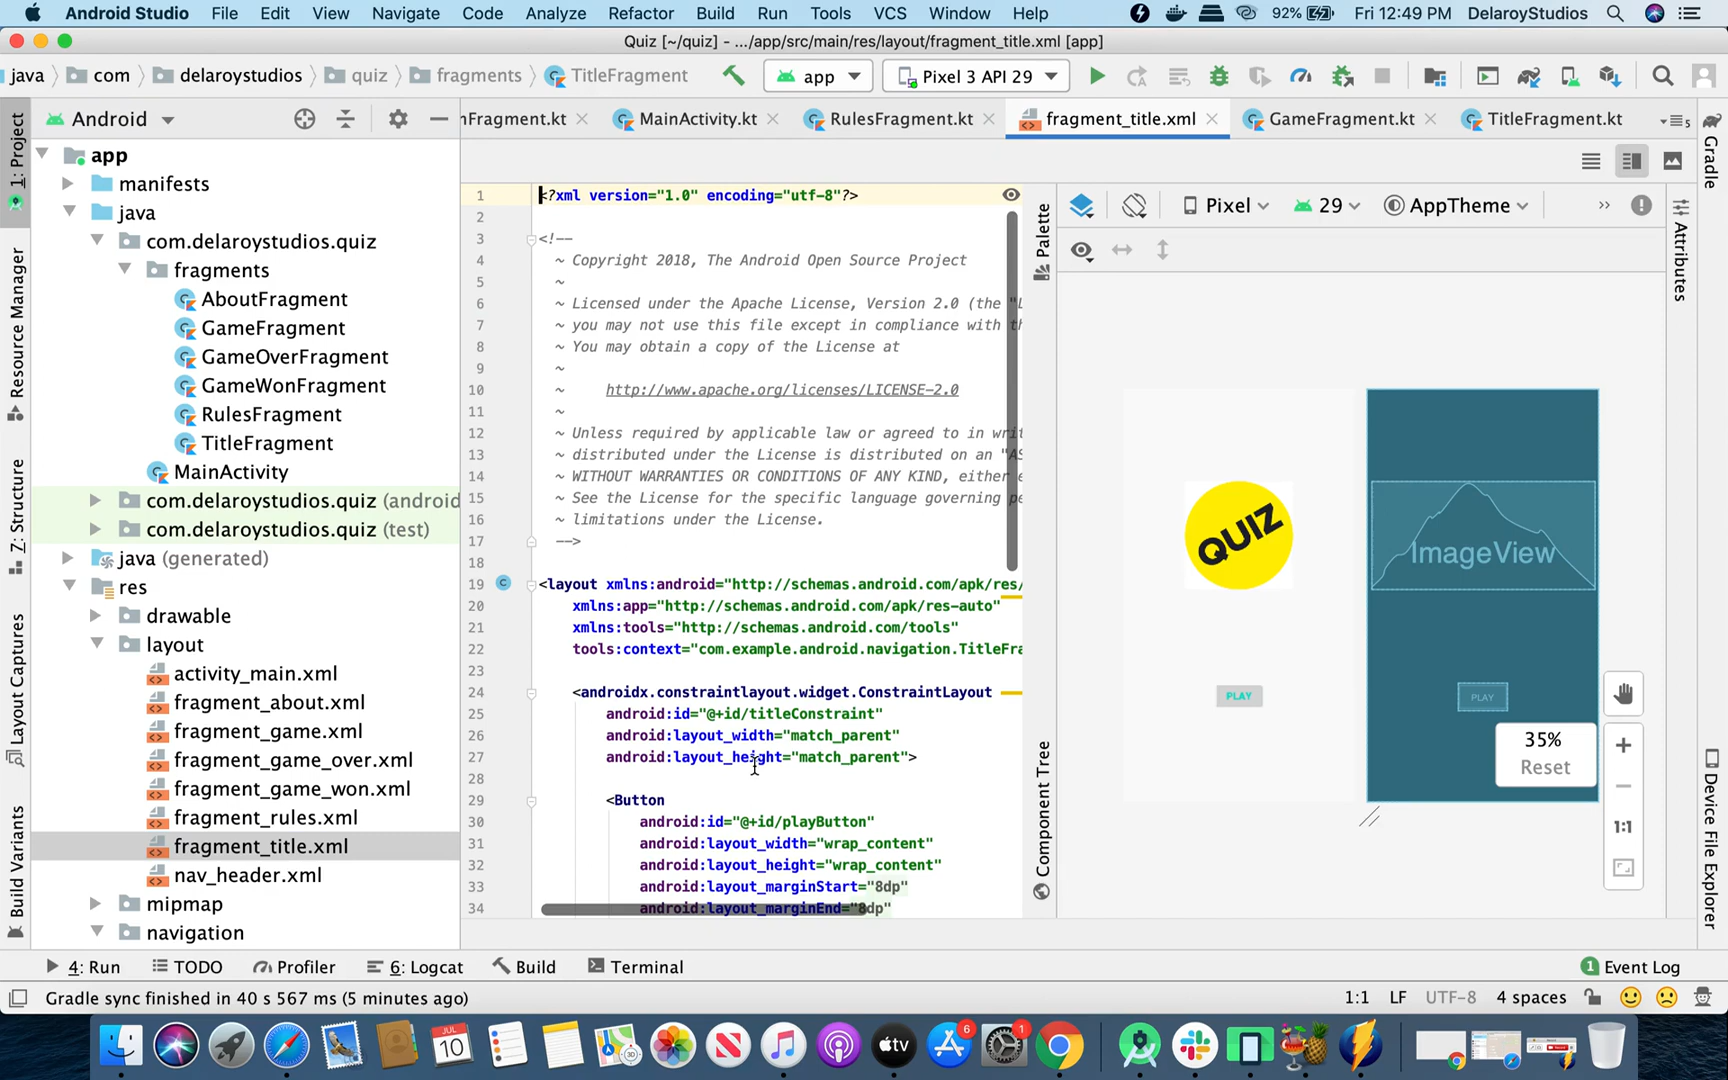 Android Studio File Edit View Navigate Code Analyze Refactor Build Run Tools VCS Window Help 92% Fri 12:49 PM DelaroyStudios
Quiz [~/quiz] - .../app/src/main/res/layout/fragment_title.xml [app]
java com delaroystudios quiz fragments TitleFragment app Pixel 3 API 29
Android
nFragment.kt MainActivity.kt RulesFragment.kt fragment_title.xml GameFragment.kt TitleFragment.kt 5
1: Project
Resource Manager
Z: Structure
Layout Captures
Build Variants
app
manifests
java
com.delaroystudios.quiz
fragments
AboutFragment
GameFragment
GameOverFragment
GameWonFragment
RulesFragment
TitleFragment
MainActivity
com.delaroystudios.quiz (android
com.delaroystudios.quiz (test)
java (generated)
res
drawable
layout
activity_main.xml
fragment_about.xml
fragment_game.xml
fragment_game_over.xml
fragment_game_won.xml
fragment_rules.xml
fragment_title.xml
nav_header.xml
mipmap
navigation
1 <?xml version="1.0" encoding="utf-8"?>
2
3 <!--
4 ~ Copyright 2018, The Android Open Source Project
5 ~
6 ~ Licensed under the Apache License, Version 2.0 (the "L
7 ~ you may not use this file except in compliance with th
8 ~ You may obtain a copy of the License at
9 ~
10 ~ http://www.apache.org/licenses/LICENSE-2.0
11 ~
12 ~ Unless required by applicable law or agreed to in writ
13 ~ distributed under the License is distributed on an "AS
14 ~ WITHOUT WARRANTIES OR CONDITIONS OF ANY KIND, either e
15 ~ See the License for the specific language governing pe
16 ~ limitations under the License.
17 -->
18
19 <layout xmlns:android="http://schemas.android.com/apk/res/
20 xmlns:app="http://schemas.android.com/apk/res-auto"
21 xmlns:tools="http://schemas.android.com/tools"
22 tools:context="com.example.android.navigation.TitleFra
23
24 <androidx.constraintlayout.widget.ConstraintLayout
25 android:id="@+id/titleConstraint"
26 android:layout_width="match_parent"
27 android:layout_height="match_parent">
28
29 <Button
30 android:id="@+id/playButton"
31 android:layout_width="wrap_content"
32 android:layout_height="wrap_content"
33 android:layout_marginStart="8dp"
34 android:layout_marginEnd="8dp"
Palette
Component Tree
Pixel 29 AppTheme
QUIZ
PLAY
ImageView
PLAY
35%
Reset
1:1
Gradle
Attributes
Device File Explorer
4: Run TODO Profiler 6: Logcat Build Terminal 1 Event Log
Gradle sync finished in 40 s 567 ms (5 minutes ago) 1:1 LF UTF-8 4 spaces
JUL
10
tv
6
1